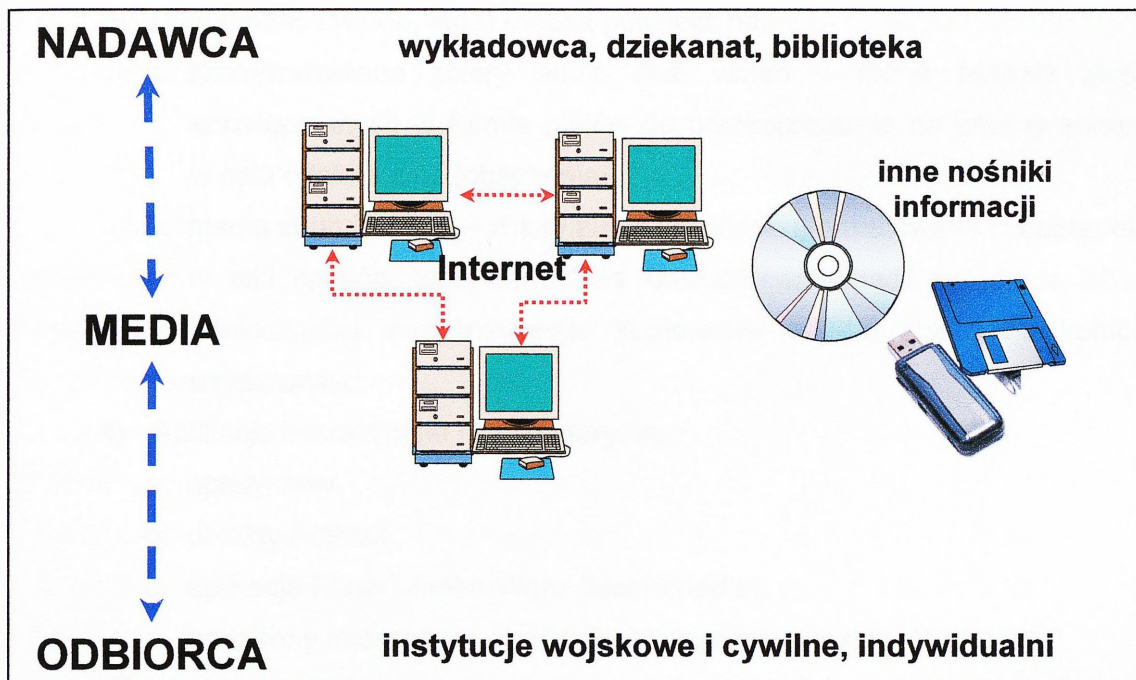 NADAWCA
wykładowca, dziekanat, biblioteka
inne nośniki
informacji
Internet
MEDIA
ODBIORCA
instytucje wojskowe i cywilne, indywidualni